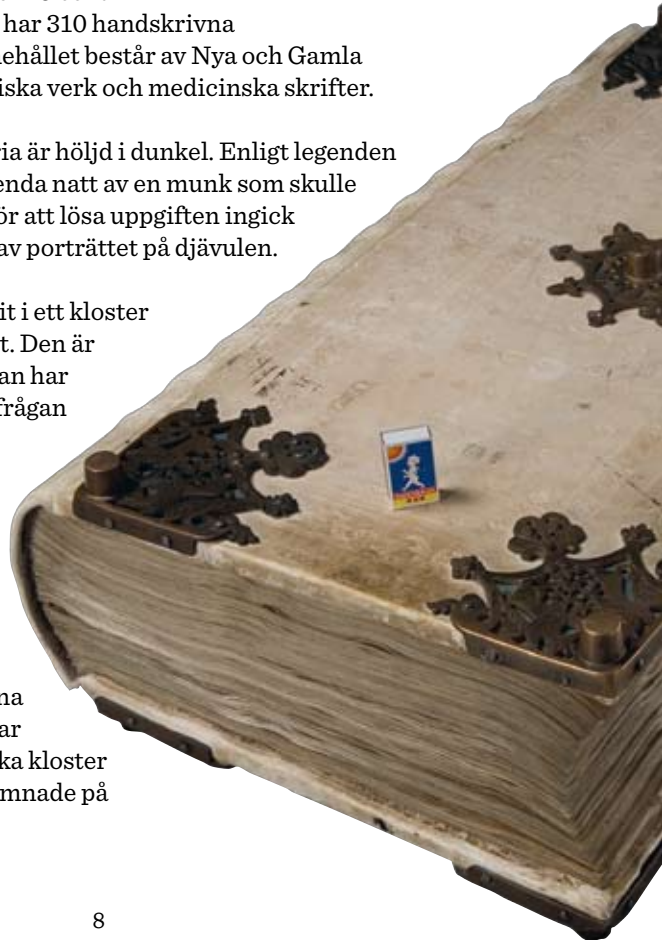 har 310 handskrivna
ehållet består av Nya och Gamla
iska verk och medicinska skrifter.
ria är höljd i dunkel. Enligt legenden
enda natt av en munk som skulle
ör att lösa uppgiften ingick
av porträttet på djävulen.
it i ett kloster
t. Den är
an har
frågan
na
ar
ka kloster
mnade på
8